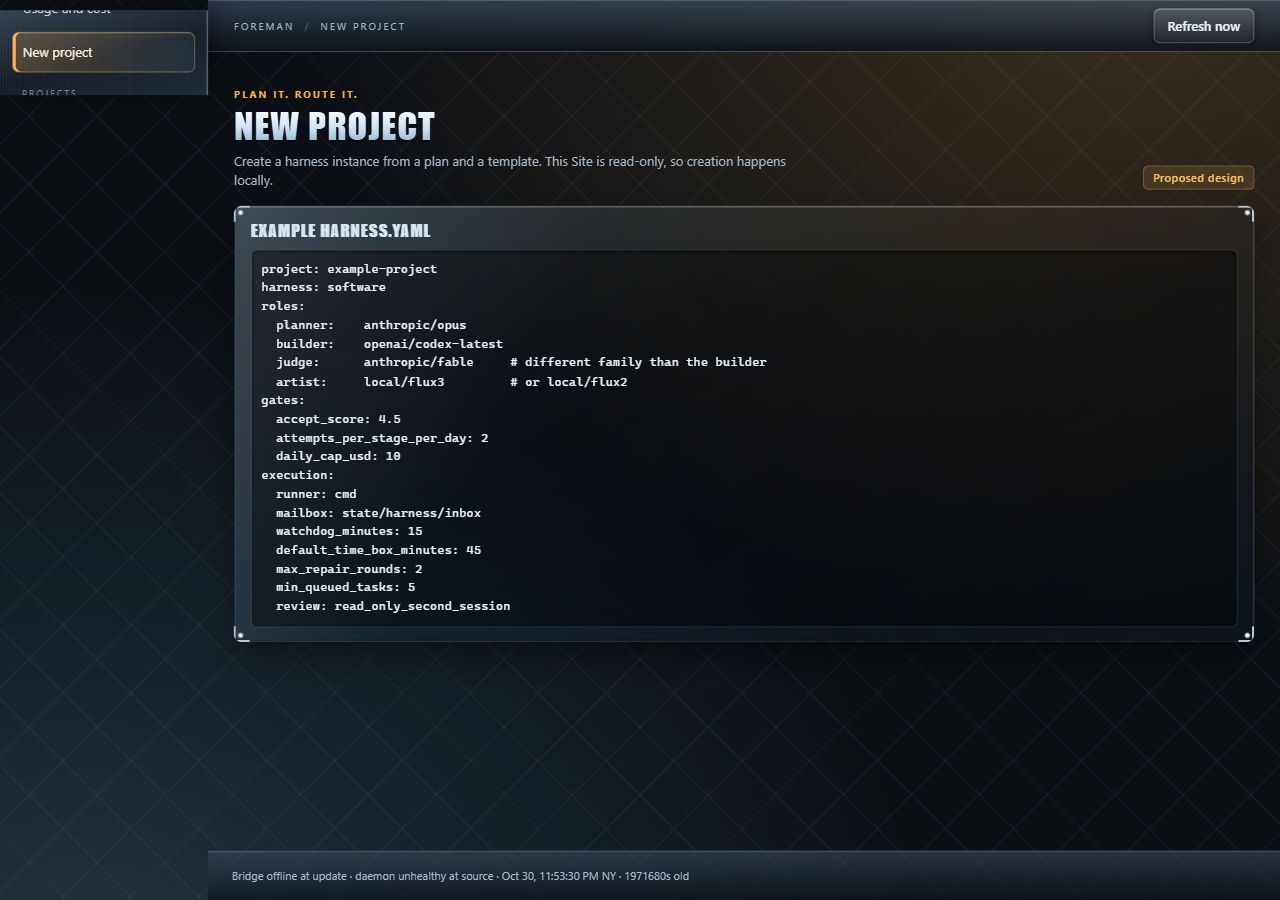 Usage and cost
New project
PROJECTS
FOREMAN / NEW PROJECT
Refresh now
PLAN IT. ROUTE IT.
NEW PROJECT
Create a harness instance from a plan and a template. This Site is read-only, so creation happens
locally.
Proposed design
EXAMPLE HARNESS.YAML
project: example-project
harness: software
roles:
  planner:    anthropic/opus
  builder:    openai/codex-latest
  judge:      anthropic/fable     # different family than the builder
  artist:     local/flux3         # or local/flux2
gates:
  accept_score: 4.5
  attempts_per_stage_per_day: 2
  daily_cap_usd: 10
execution:
  runner: cmd
  mailbox: state/harness/inbox
  watchdog_minutes: 15
  default_time_box_minutes: 45
  max_repair_rounds: 2
  min_queued_tasks: 5
  review: read_only_second_session
Bridge offline at update · daemon unhealthy at source · Oct 30, 11:53:30 PM NY · 1971680s old